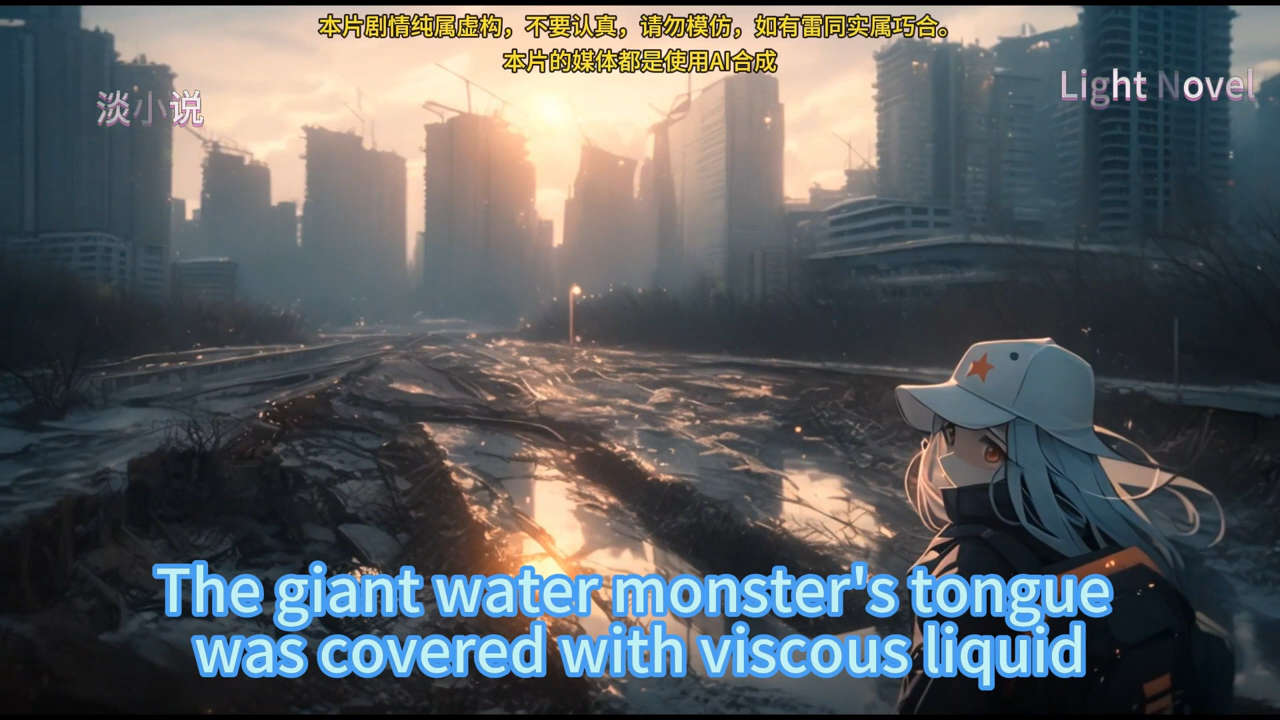 本片剧情纯属虚构，不要认真，请勿模仿，如有雷同实属巧合。
本片的媒体都是使用AI合成
淡小说
Light Novel
The giant water monster's tongue
was covered with viscous liquid